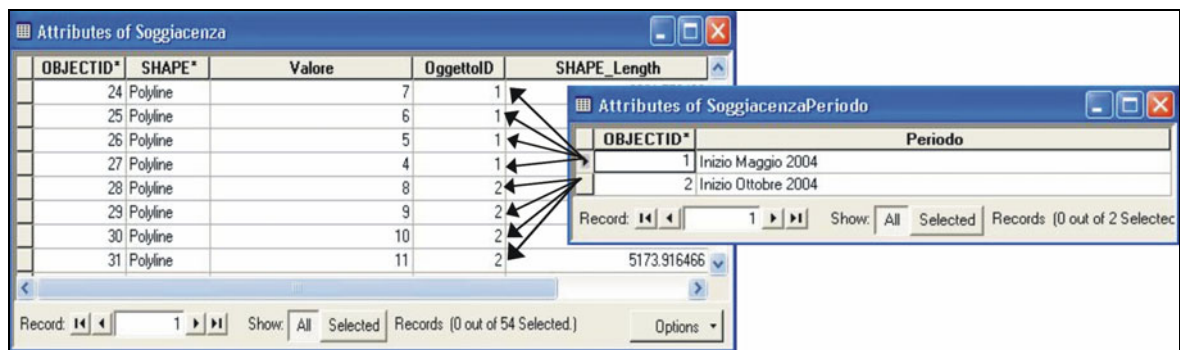 Attributes of Soggiacenza
OBJECTID* SHAPE* Valore OggettoID SHAPE_Length
24 Polyline 7 1
25 Polyline 6 1
26 Polyline 5 1
27 Polyline 4 1
28 Polyline 8 2
29 Polyline 9 2
30 Polyline 10 2
31 Polyline 11 2 5173.916466
Record: 1 Show: All Selected Records (0 out of 54 Selected.) Options
Attributes of SoggiacenzaPeriodo
OBJECTID* Periodo
1 Inizio Maggio 2004
2 Inizio Ottobre 2004
Record: 1 Show: All Selected Records (0 out of 2 Selectec